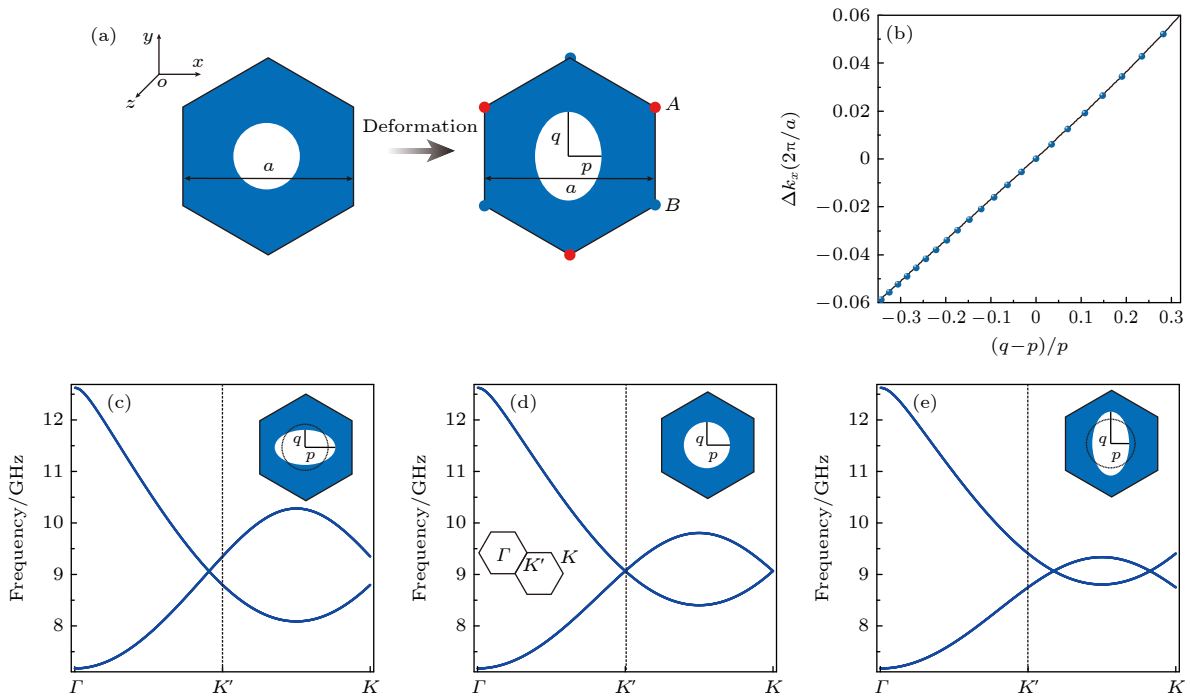 (a)
y
x
o
z
a
Deformation
q
p
a
A
B
(b)
0.06
0.04
0.02
0
−0.02
−0.04
−0.06
Δkx(2π/a)
−0.3 −0.2 −0.1 0 0.1 0.2 0.3
(q−p)/p
(c)
12
11
10
9
8
Frequency/GHz
q
p
Γ K′ K
(d)
12
11
10
9
8
Frequency/GHz
q
p
Γ K′ K
Γ K′ K
(e)
12
11
10
9
8
Frequency/GHz
q
p
Γ K′ K